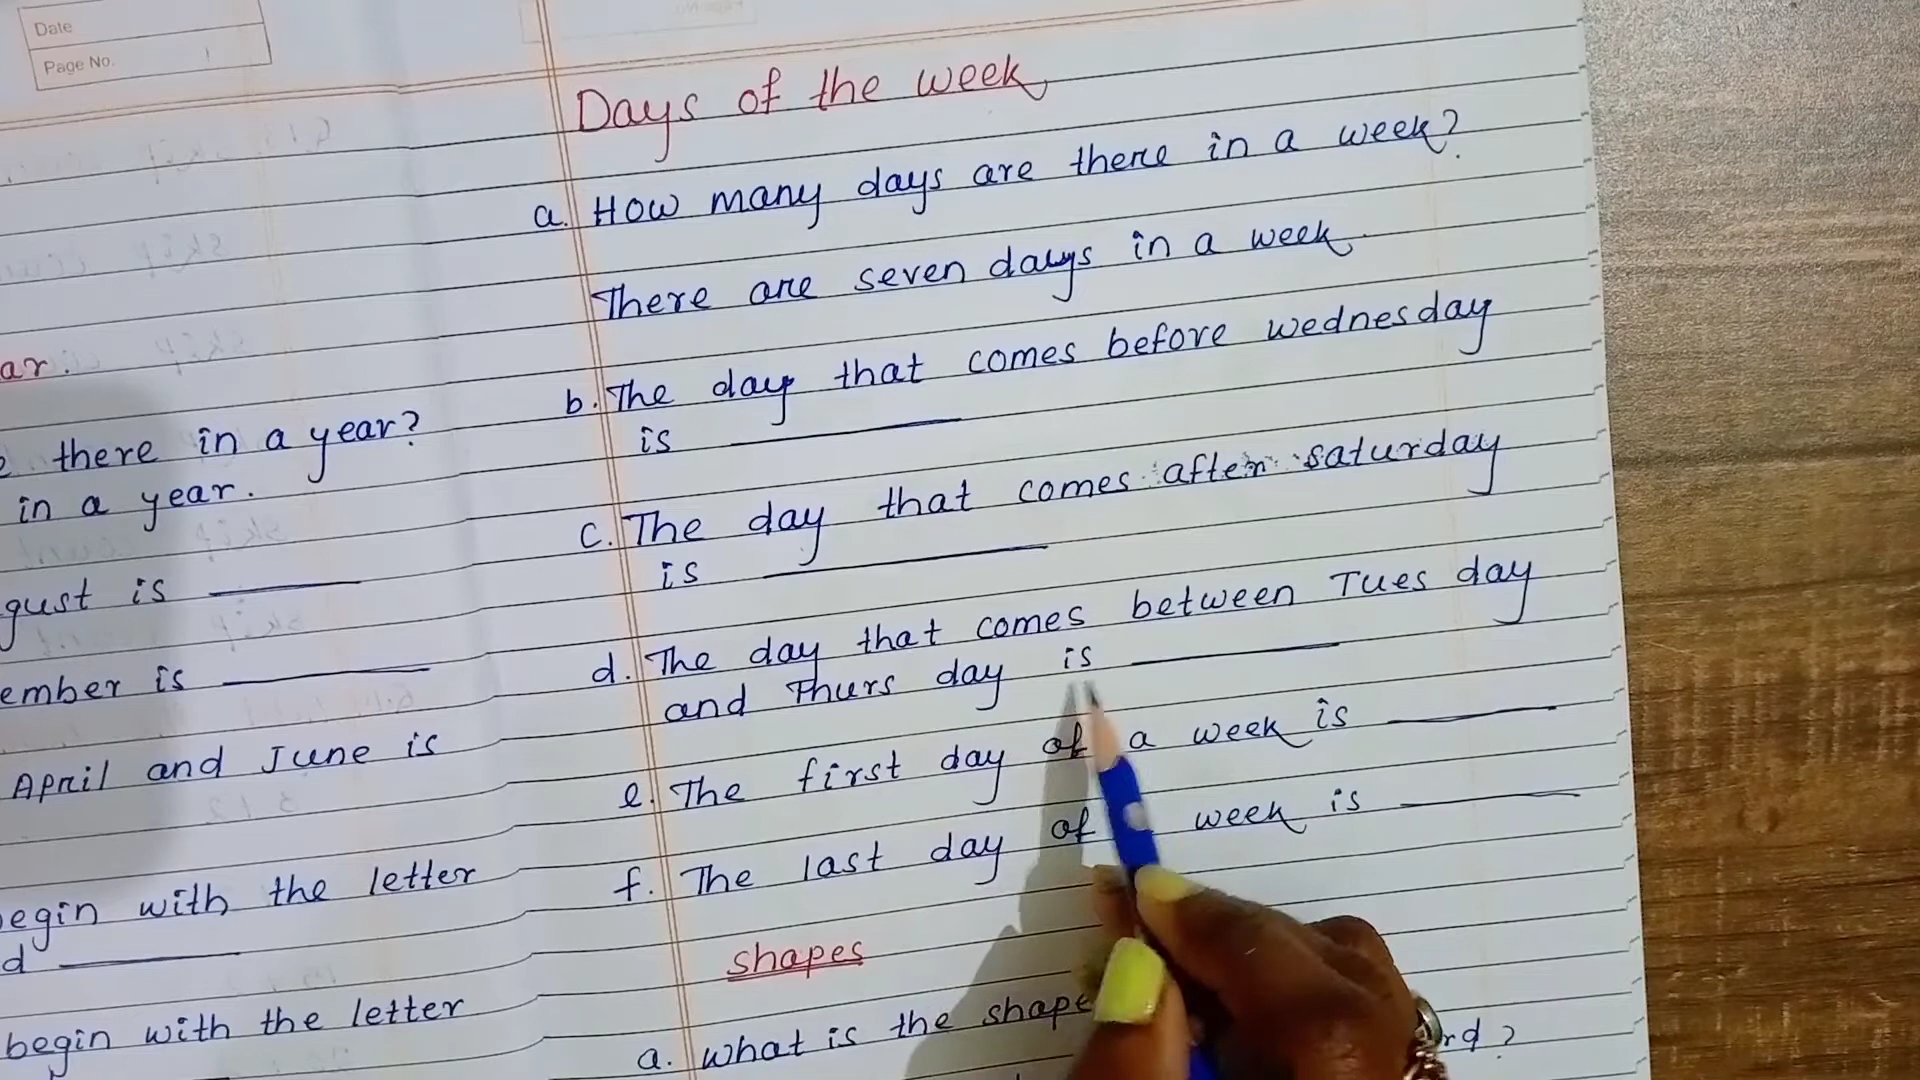 Date
Page No.
ar.
there in a year?
in a year.
gust is
ember is
April and June is
egin with the letter
d
begin with the letter
Days of the week
a. How many days are there in a week?
There are seven days in a week.
b. The day that comes before wednesday
is
c. The day that comes after saturday
is
d. The day that comes between Tues day
and Thurs day is
e. The first day of a week is
f. The last day of week is
shapes
a. what is the shape rd?